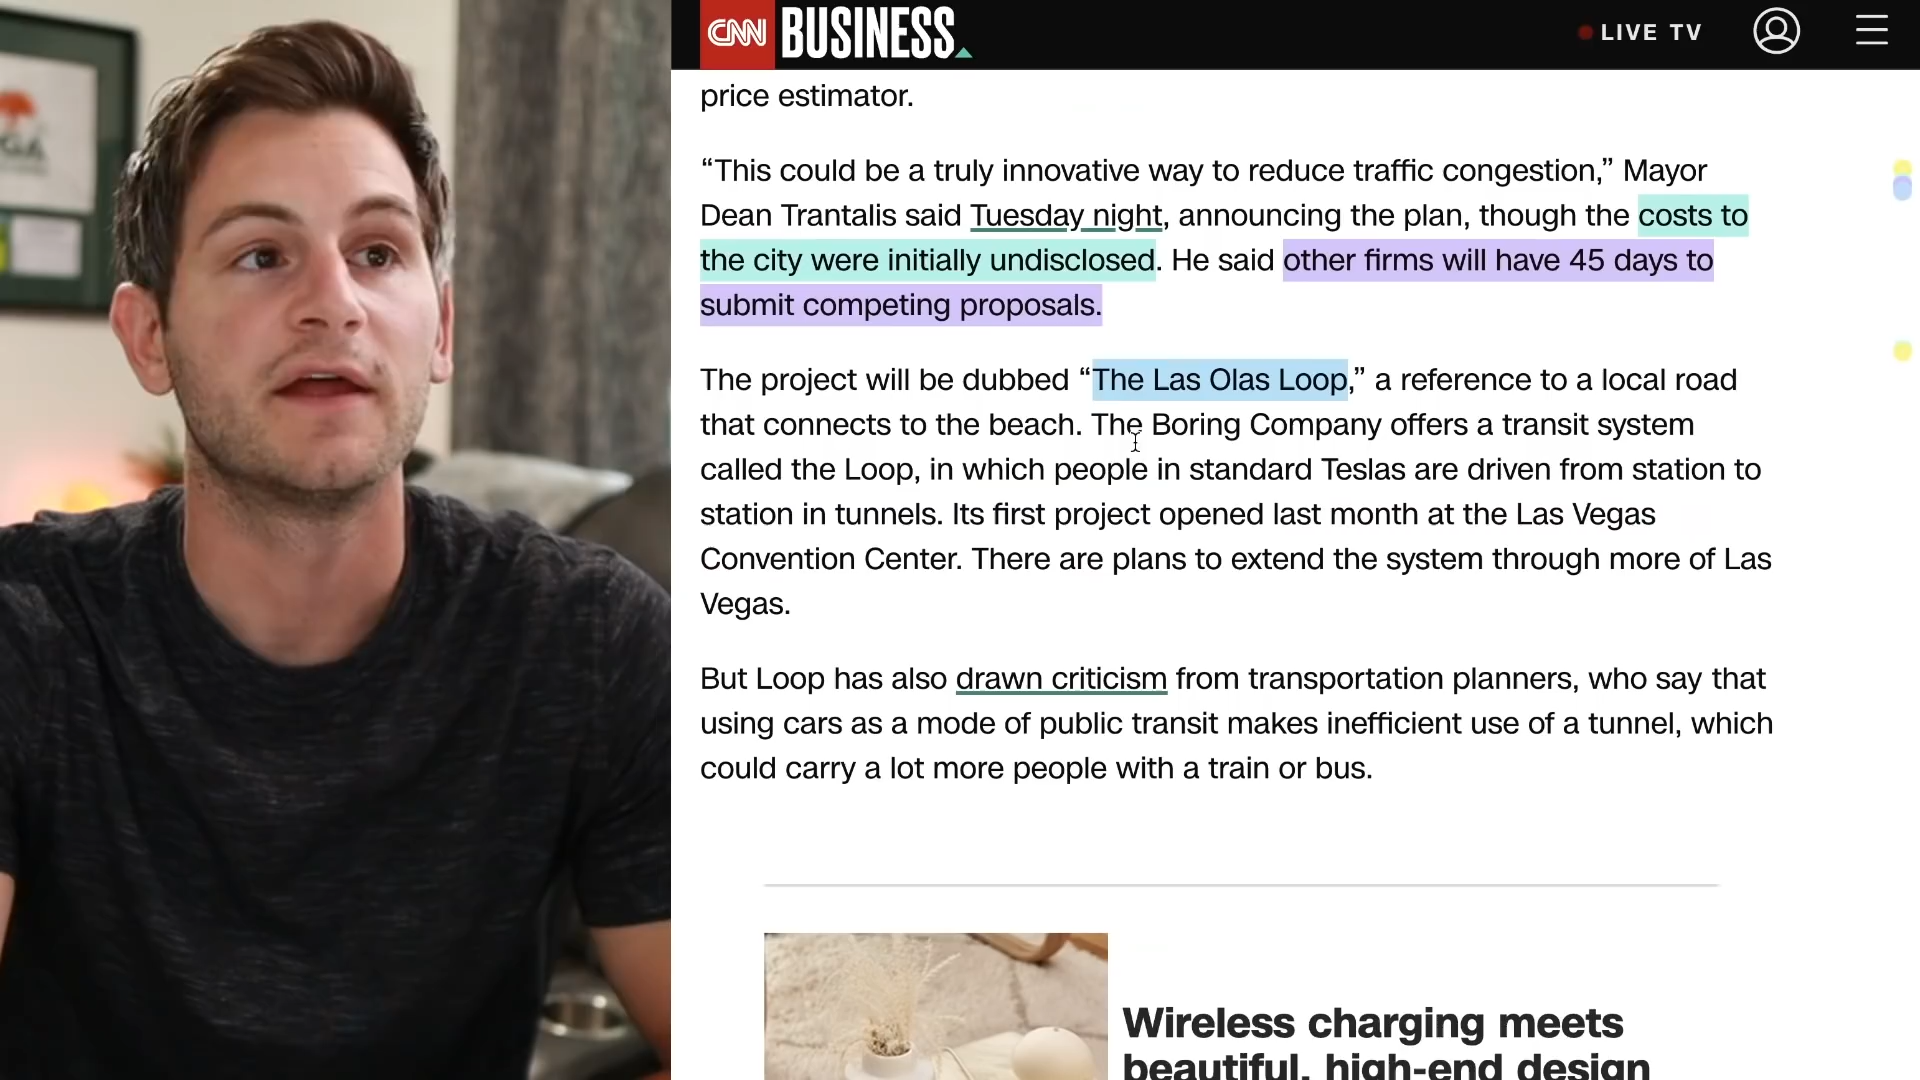 CNN BUSINESS
LIVE TV
price estimator.
“This could be a truly innovative way to reduce traffic congestion,” Mayor
Dean Trantalis said Tuesday night, announcing the plan, though the costs to
the city were initially undisclosed. He said other firms will have 45 days to
submit competing proposals.
The project will be dubbed “The Las Olas Loop,” a reference to a local road
that connects to the beach. The Boring Company offers a transit system
called the Loop, in which people in standard Teslas are driven from station to
station in tunnels. Its first project opened last month at the Las Vegas
Convention Center. There are plans to extend the system through more of Las
Vegas.
But Loop has also drawn criticism from transportation planners, who say that
using cars as a mode of public transit makes inefficient use of a tunnel, which
could carry a lot more people with a train or bus.
Wireless charging meets
beautiful, high-end design